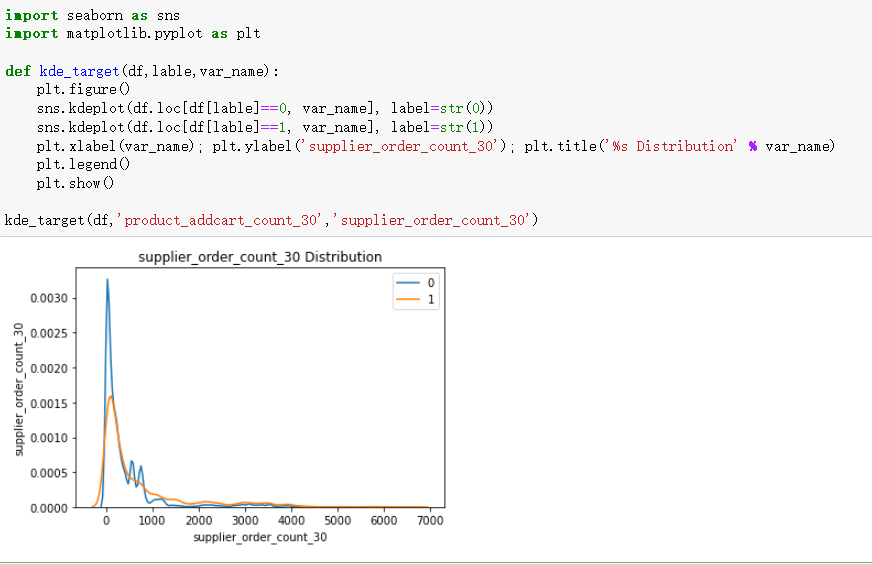 import seaborn as sns
import matplotlib.pyplot as plt
def kde_target(df,lable,var_name):
    plt.figure()
    sns.kdeplot(df.loc[df[lable]==0, var_name], label=str(0))
    sns.kdeplot(df.loc[df[lable]==1, var_name], label=str(1))
    plt.xlabel(var_name); plt.ylabel('supplier_order_count_30'); plt.title('%s Distribution' % var_name)
    plt.legend()
    plt.show()
kde_target(df,'product_addcart_count_30','supplier_order_count_30')
supplier_order_count_30 Distribution
0
1
supplier_order_count_30
0.0030
0.0025
0.0020
0.0015
0.0010
0.0005
0.0000
0 1000 2000 3000 4000 5000 6000 7000
supplier_order_count_30